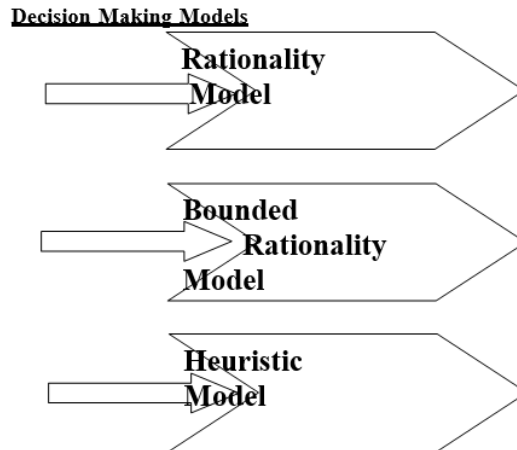 Decision Making Models
Rationality
Model
Bounded
Rationality
Model
Heuristic
Model